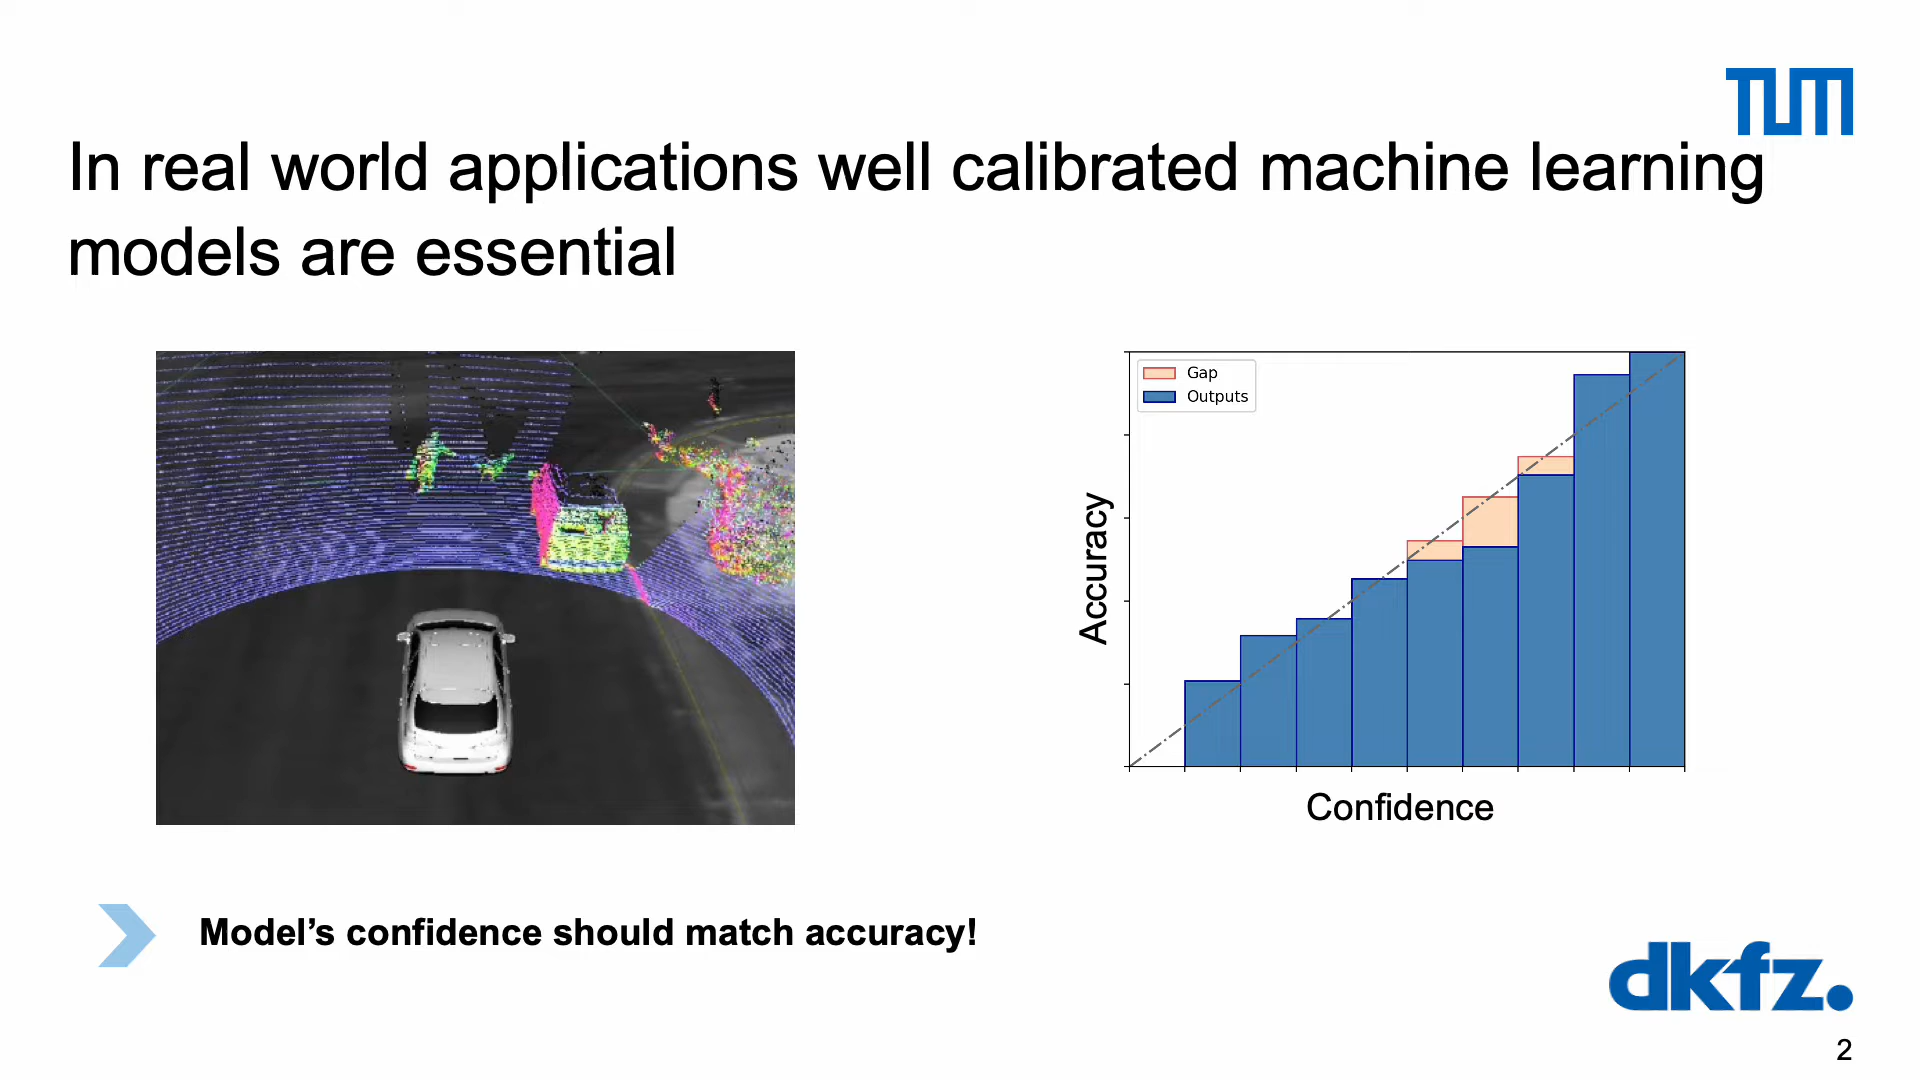 TUM
In real world applications well calibrated machine learning
models are essential
Gap
Outputs
Accuracy
Confidence
Model’s confidence should match accuracy!
dkfz.
2